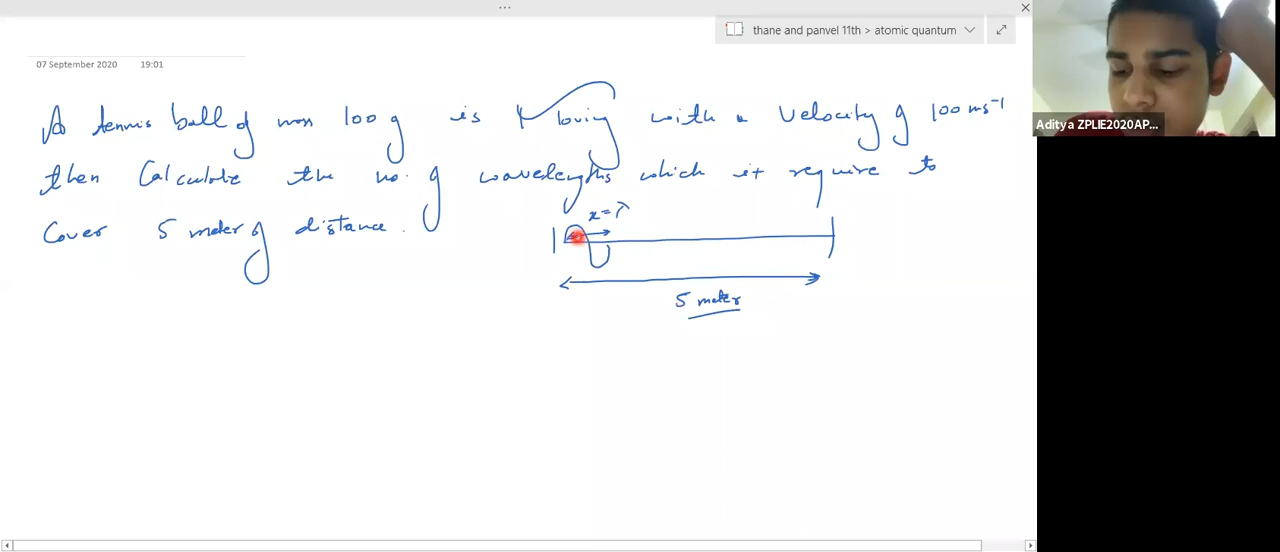 thane and panvel 11th > atomic quantum
07 September 2020 19:01
A tennis ball of mass 100 g is moving with a velocity of 100 ms⁻¹
then Calculate the no. of wavelengths which it require to
Cover 5 meter of distance.
x = λ
5 meter
Aditya ZPLIE2020AP...